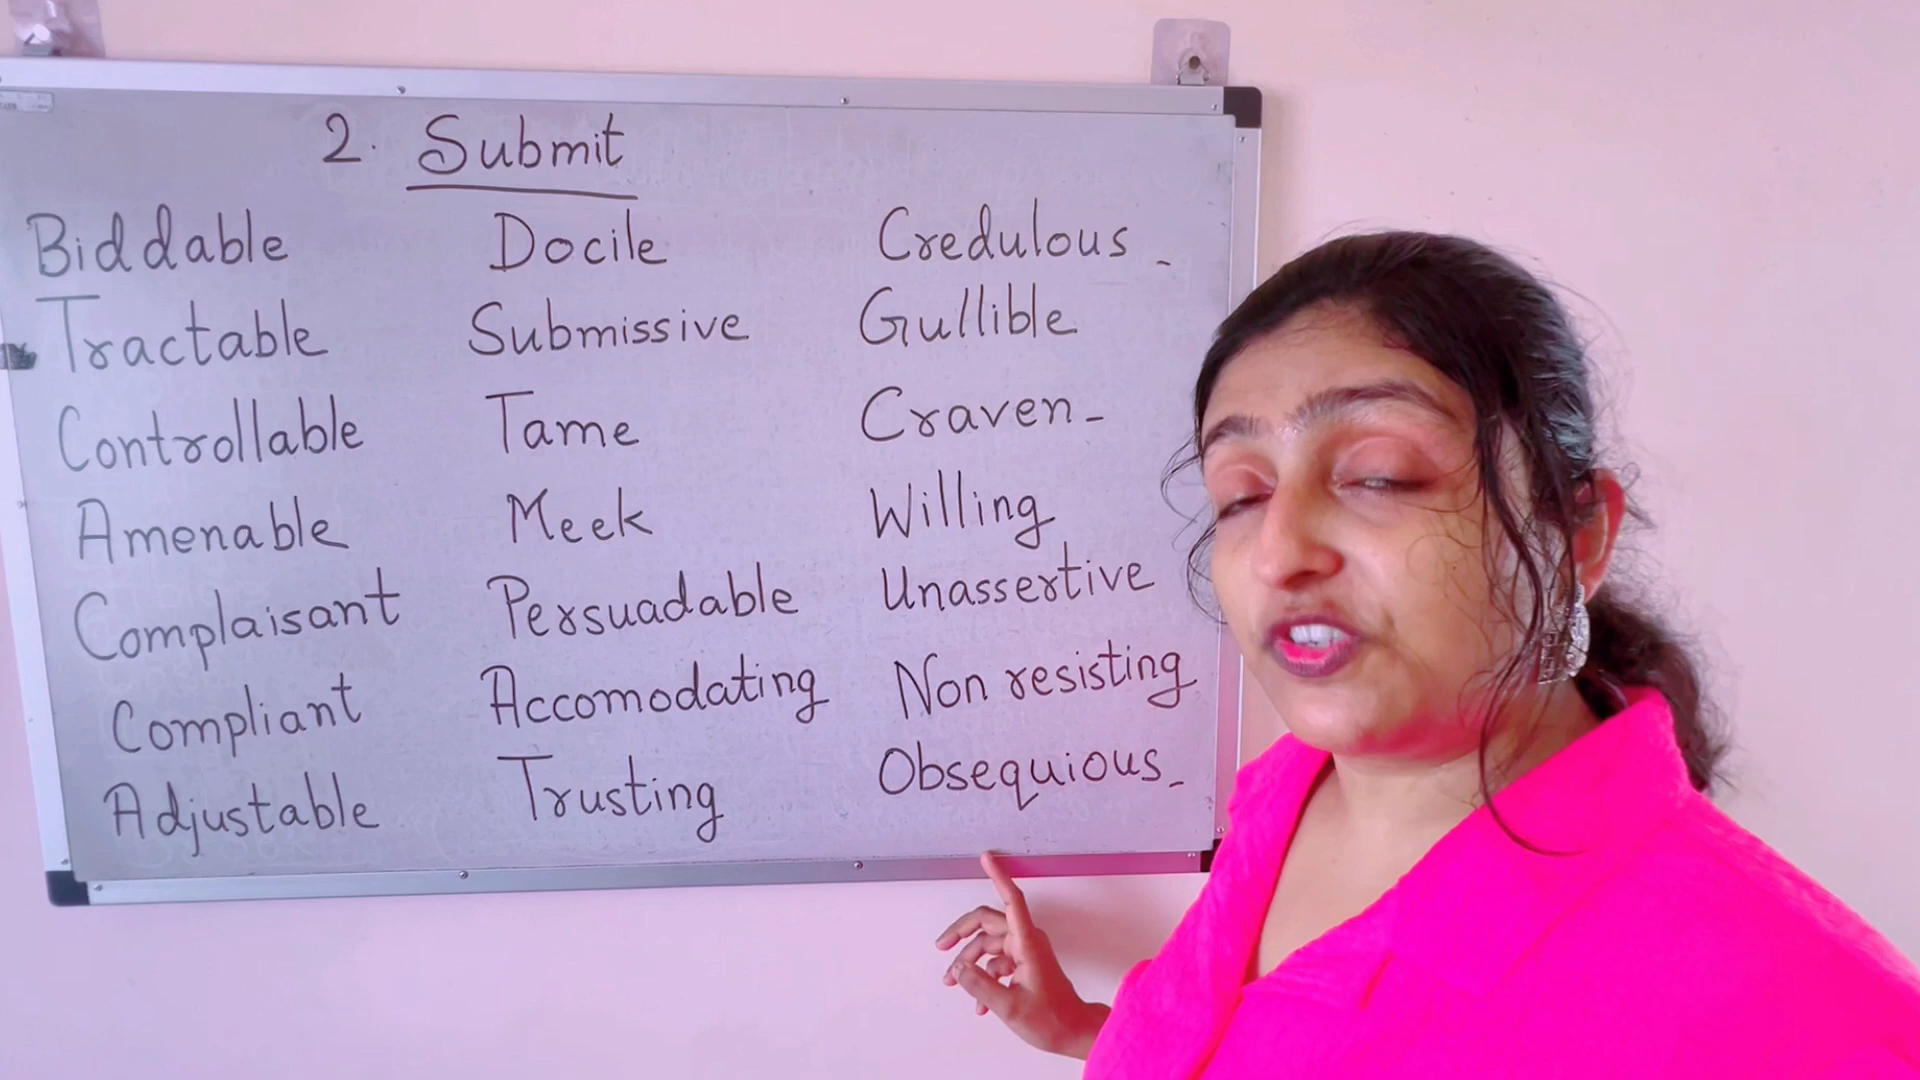 2. Submit
Biddable Docile Credulous -
Tractable Submissive Gullible
Controllable Tame Craven -
Amenable Meek Willing
Complaisant Persuadable Unassertive
Compliant Accomodating Non resisting
Adjustable Trusting Obsequious -